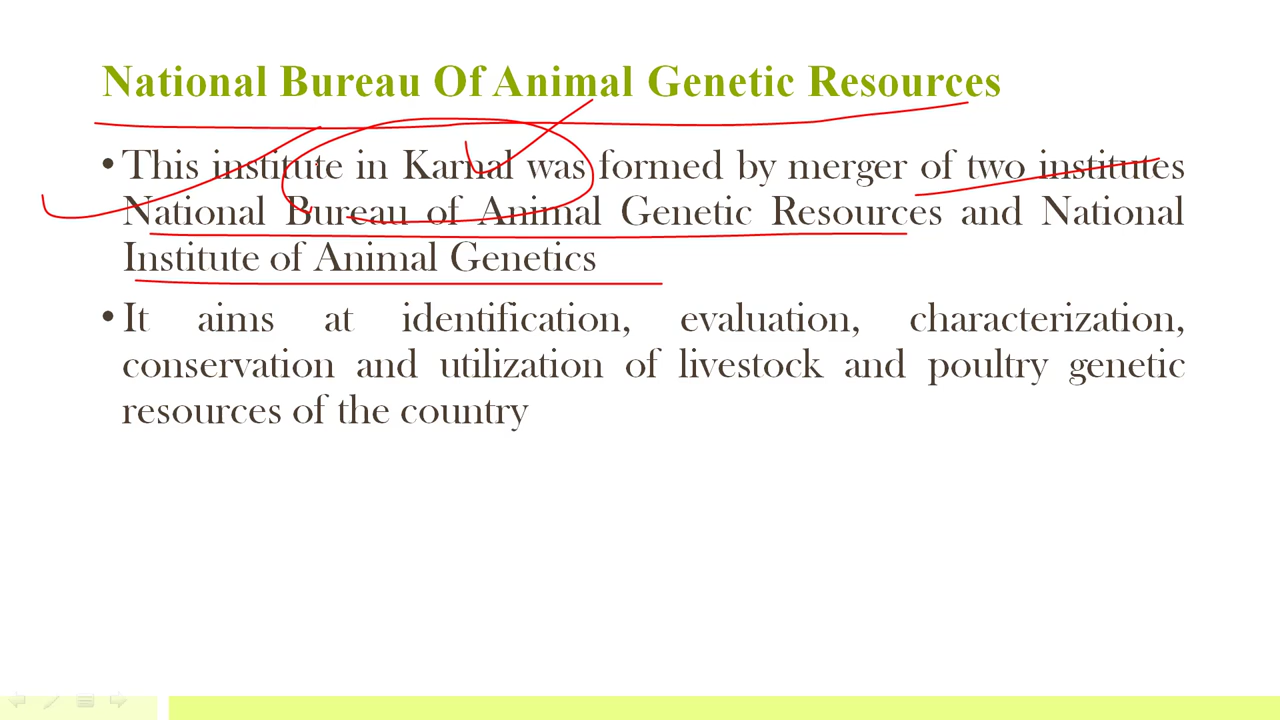 National Bureau Of Animal Genetic Resources
• This institute in Karnal was formed by merger of two institutes
National Bureau of Animal Genetic Resources and National
Institute of Animal Genetics
• It aims at identification, evaluation, characterization,
conservation and utilization of livestock and poultry genetic
resources of the country